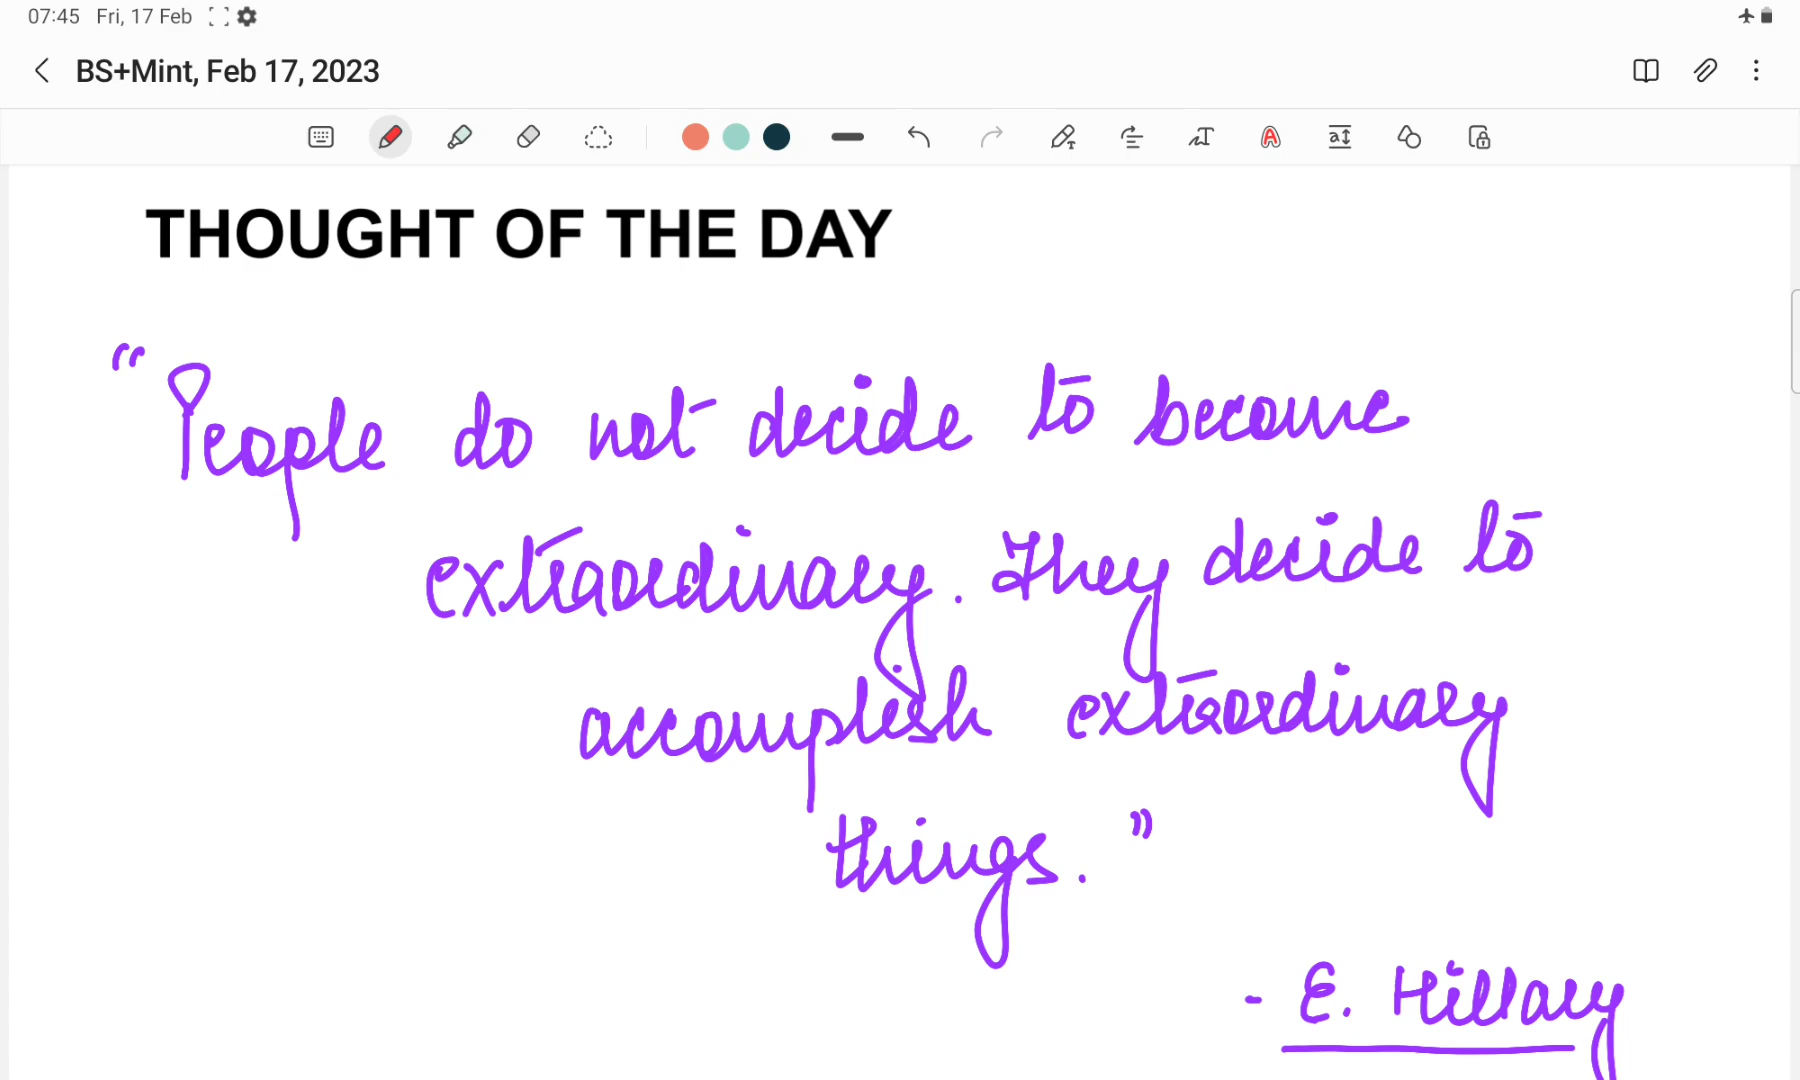 07:45 Fri, 17 Feb
BS+Mint, Feb 17, 2023
THOUGHT OF THE DAY
“People do not decide to become
extraordinary. They decide to
accomplish extraordinary
things.”
- E. Hillary